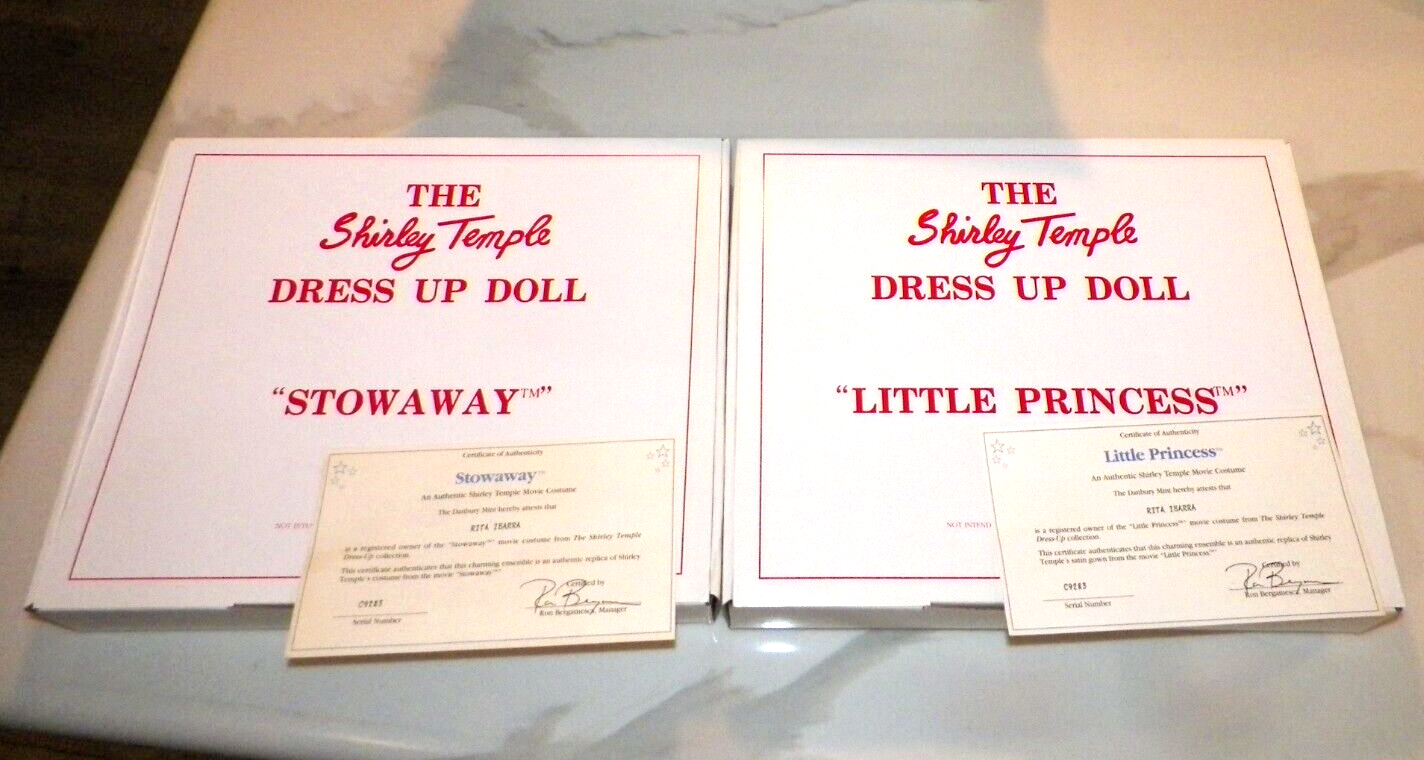 THE
Shirley Temple
DRESS UP DOLL
“STOWAWAY™”
NOT INTE
Certificate of Authenticity
Stowaway™
An Authentic Shirley Temple Movie Costume
The Danbury Mint hereby attests that
RITA IBARRA
is a registered owner of the "Stowaway™" movie costume from The Shirley Temple
Dress-Up collection.
This certificate authenticates that this charming ensemble is an authentic replica of Shirley
Temple's costume from the movie "Stowaway™"
Certified by
C9283
Serial Number
Ron Bergamesca, Manager
THE
Shirley Temple
DRESS UP DOLL
“LITTLE PRINCESS™”
NOT INTEND
Certificate of Authenticity
Little Princess™
An Authentic Shirley Temple Movie Costume
The Danbury Mint hereby attests that
RITA IBARRA
is a registered owner of the "Little Princess™" movie costume from The Shirley Temple
Dress-Up collection.
This certificate authenticates that this charming ensemble is an authentic replica of Shirley
Temple's satin gown from the movie "Little Princess™"
Certified by
C9283
Serial Number
Ron Bergamesca, Manager